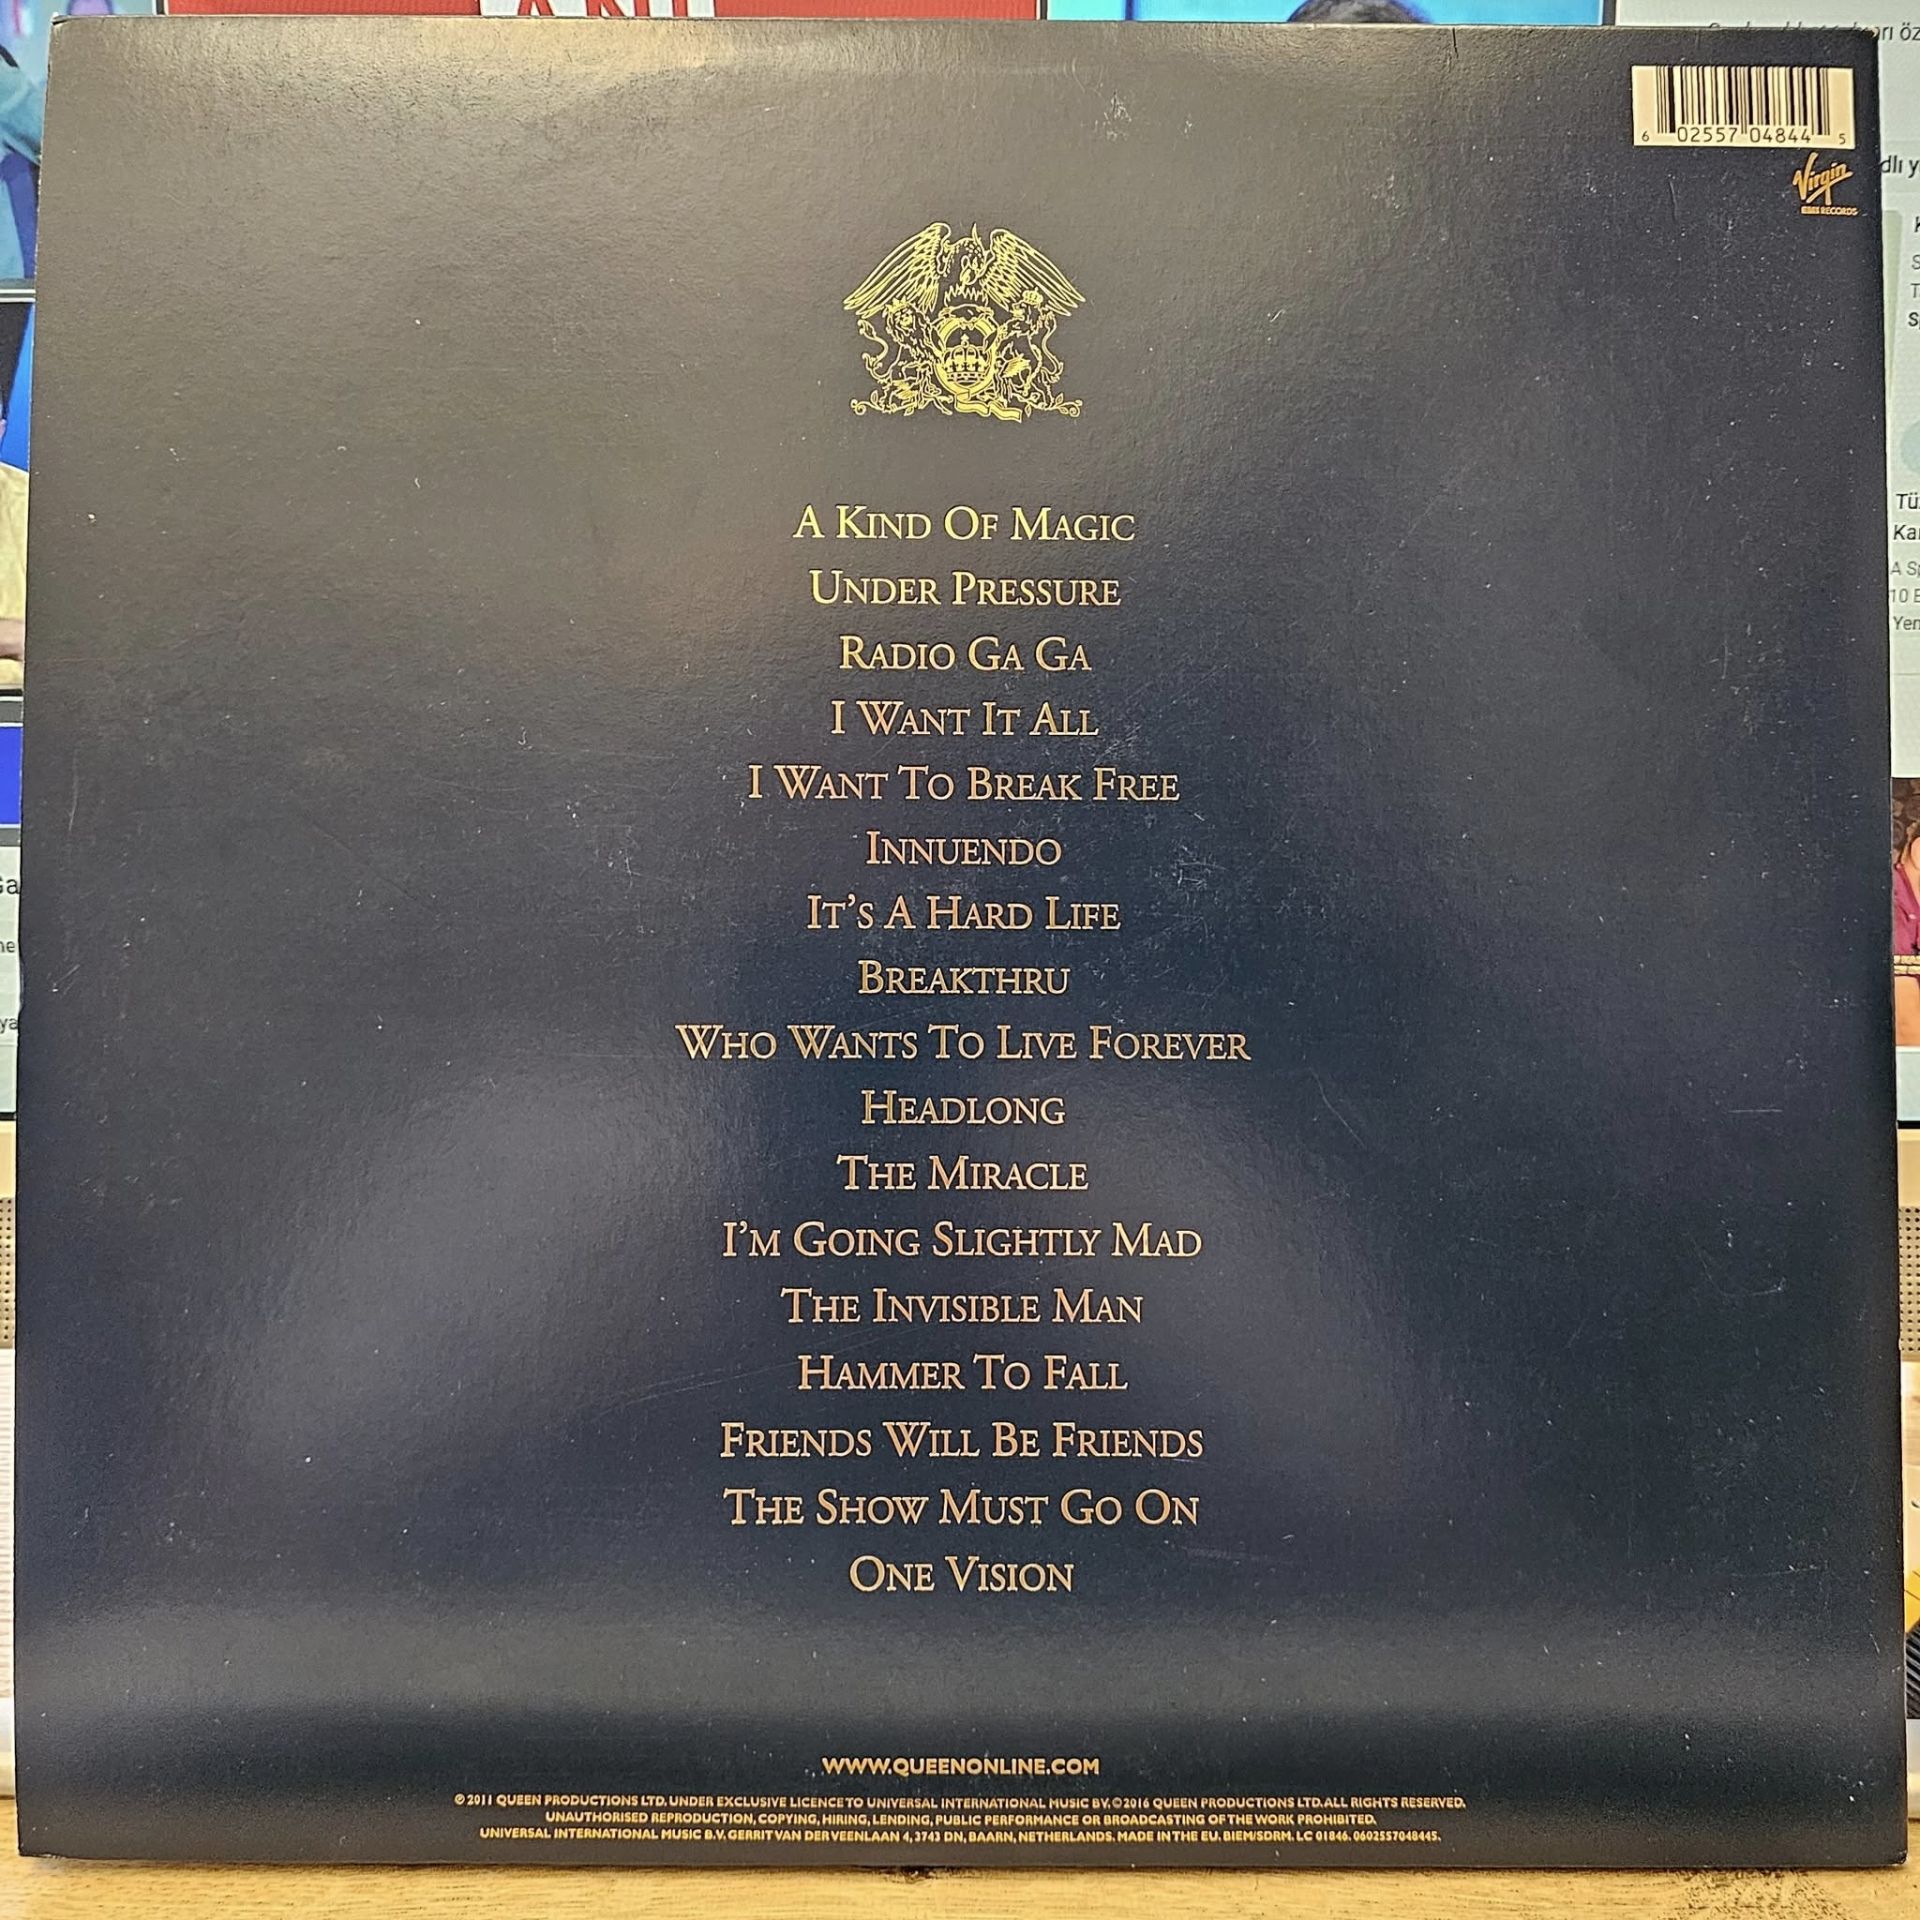 6 02557 04844 5
Virgin
EMI RECORDS
A KIND OF MAGIC
UNDER PRESSURE
RADIO GA GA
I WANT IT ALL
I WANT TO BREAK FREE
INNUENDO
IT'S A HARD LIFE
BREAKTHRU
WHO WANTS TO LIVE FOREVER
HEADLONG
THE MIRACLE
I'M GOING SLIGHTLY MAD
THE INVISIBLE MAN
HAMMER TO FALL
FRIENDS WILL BE FRIENDS
THE SHOW MUST GO ON
ONE VISION
WWW.QUEENONLINE.COM
℗ 2011 QUEEN PRODUCTIONS LTD. UNDER EXCLUSIVE LICENCE TO UNIVERSAL INTERNATIONAL MUSIC BV. © 2016 QUEEN PRODUCTIONS LTD. ALL RIGHTS RESERVED.
UNAUTHORISED REPRODUCTION, COPYING, HIRING, LENDING, PUBLIC PERFORMANCE OR BROADCASTING OF THE WORK PROHIBITED.
UNIVERSAL INTERNATIONAL MUSIC B.V. GERRIT VAN DER VEENLAAN 4, 3743 DN, BAARN, NETHERLANDS. MADE IN THE EU. BIEM/SDRM. LC 01846. 0602557048445.